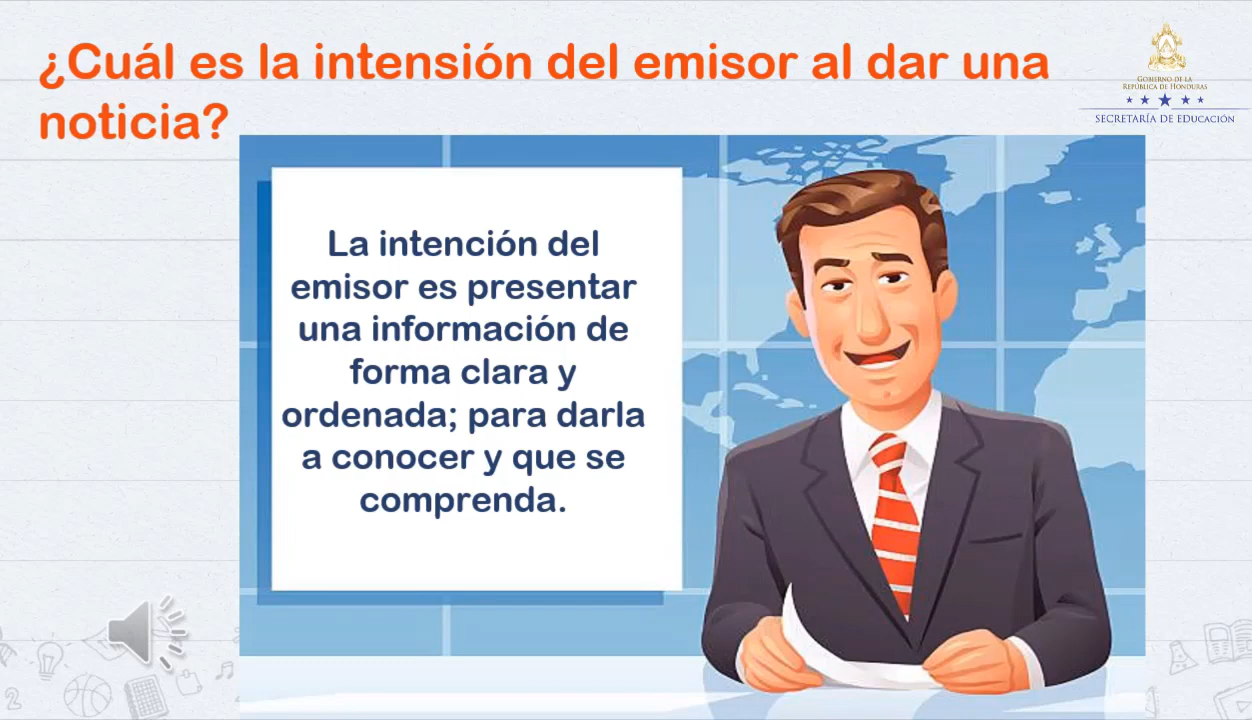 ¿Cuál es la intensión del emisor al dar una
noticia?
GOBIERNO DE LA
REPÚBLICA DE HONDURAS
SECRETARÍA DE EDUCACIÓN
La intención del
emisor es presentar
una información de
forma clara y
ordenada; para darla
a conocer y que se
comprenda.
2